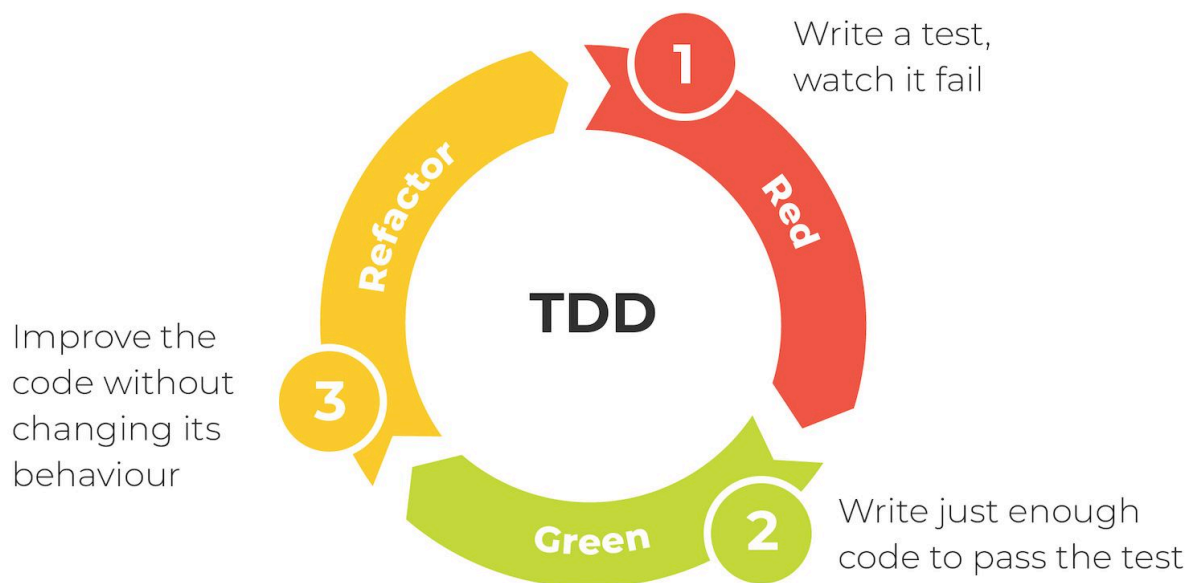 1
Write a test,
watch it fail
Red
TDD
2
Green
Write just enough
code to pass the test
3
Refactor
Improve the
code without
changing its
behaviour